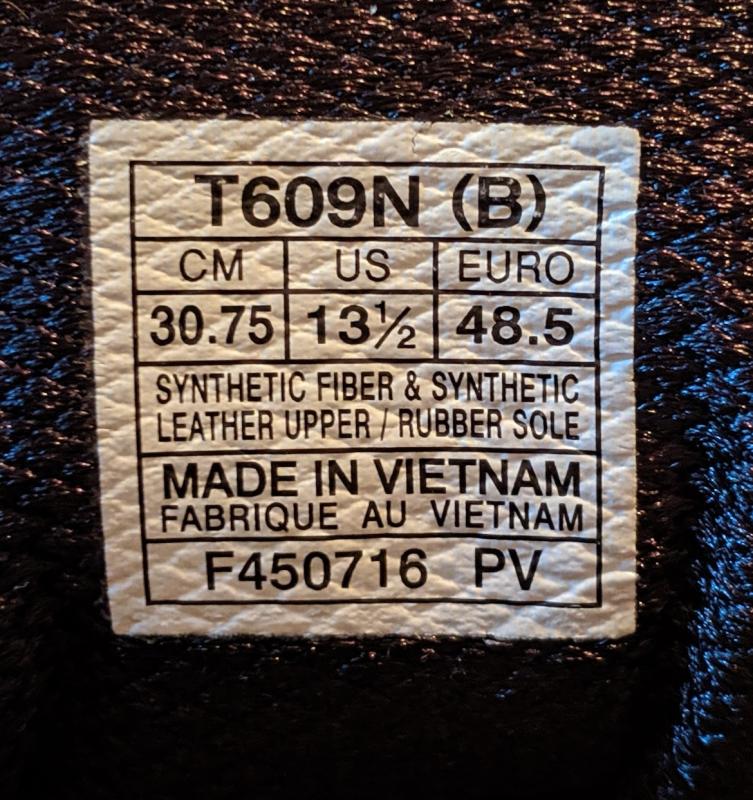 T609N (B)
CM US EURO
30.75 13½ 48.5
SYNTHETIC FIBER & SYNTHETIC
LEATHER UPPER / RUBBER SOLE
MADE IN VIETNAM
FABRIQUE AU VIETNAM
F450716 PV